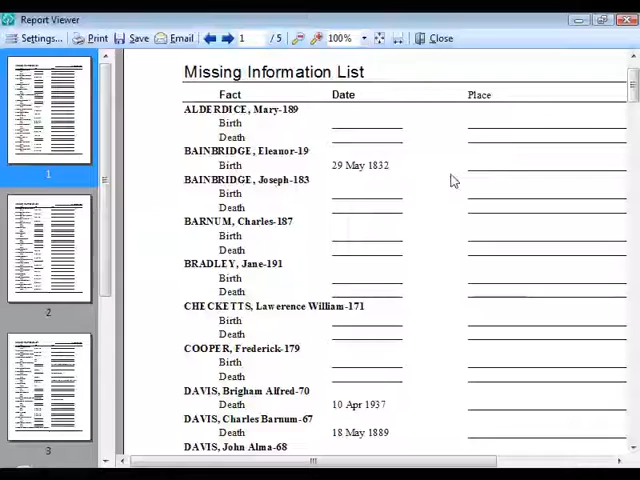 Report Viewer
Settings... Print Save Email 1 / 5 100% Close
Missing Information List
Fact Date Place
ALDERDICE, Mary-189
Birth
Death
BAINBRIDGE, Eleanor-19
Birth 29 May 1832
BAINBRIDGE, Joseph-183
Birth
Death
BARNUM, Charles-187
Birth
Death
BRADLEY, Jane-191
Birth
Death
CHECKETTS, Lawerence William-171
Birth
Death
COOPER, Frederick-179
Birth
Death
DAVIS, Brigham Alfred-70
Death 10 Apr 1937
DAVIS, Charles Barnum-67
Death 18 May 1889
DAVIS, John Alma-68
1
2
3